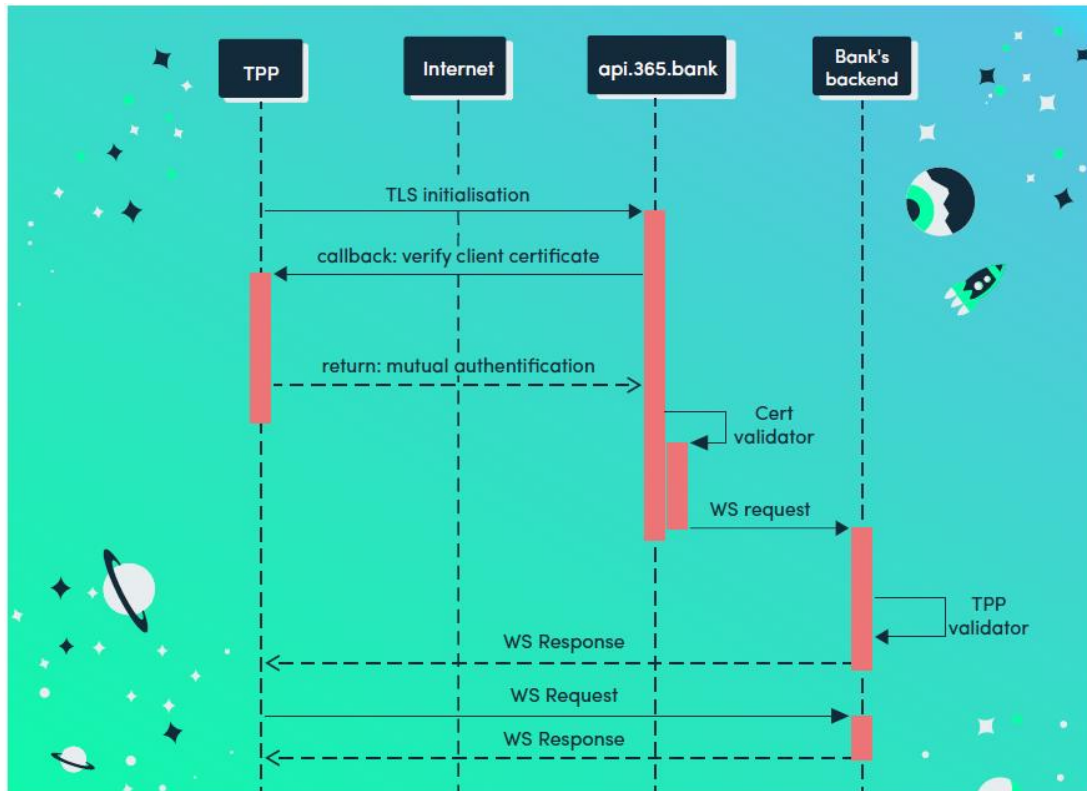 TPP
Internet
api.365.bank
Bank's
backend
TLS initialisation
callback: verify client certificate
return: mutual authentification
Cert
validator
WS request
TPP
validator
WS Response
WS Request
WS Response